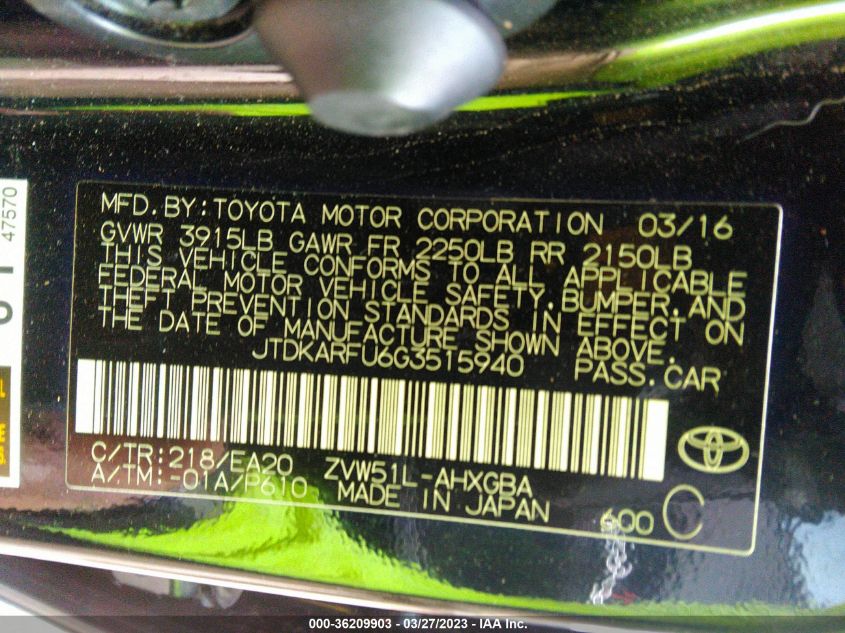 MFD.BY:TOYOTA MOTOR CORPORATION 03/16
GVWR 3915LB GAWR FR 2250LB RR 2150LB
THIS VEHICLE CONFORMS TO ALL APPLICABLE
FEDERAL MOTOR VEHICLE SAFETY,BUMPER,AND
THEFT PREVENTION STANDARDS IN EFFECT ON
THE DATE OF MANUFACTURE SHOWN ABOVE.
JTDKARFU6G3515940 PASS.CAR
C/TR:218/EA20 ZVW51L-AHXGBA
A/TM:-01A/P610 MADE IN JAPAN
600 C
47570
000-36209903 - 03/27/2023 - IAA Inc.